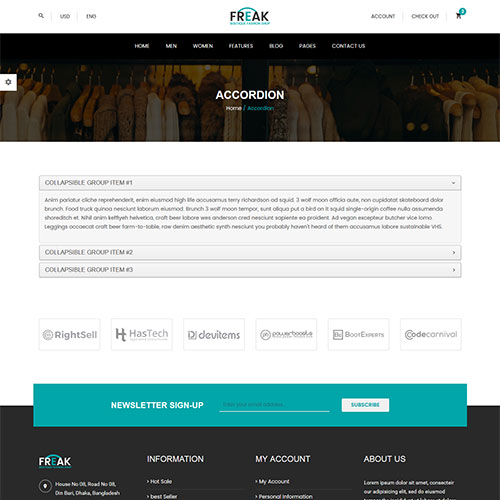 USD
ENG
FREAK
BOUTIQUE FASHION SHOP
ACCOUNT
CHECK OUT
HOME
MEN
WOMEN
FEATURES
BLOG
PAGES
CONTACT US
ACCORDION
Home / Accordion
COLLAPSIBLE GROUP ITEM #1
Anim pariatur cliche reprehenderit, enim eiusmod high life accusamus terry richardson ad squid. 3 wolf moon officia aute, non cupidatat skateboard dolor
brunch. Food truck quinoa nesciunt laborum eiusmod. Brunch 3 wolf moon tempor, sunt aliqua put a bird on it squid single-origin coffee nulla assumenda
shoreditch et. Nihil anim keffiyeh helvetica, craft beer labore wes anderson cred nesciunt sapiente ea proident. Ad vegan excepteur butcher vice lomo.
Leggings occaecat craft beer farm-to-table, raw denim aesthetic synth nesciunt you probably haven't heard of them accusamus labore sustainable VHS.
COLLAPSIBLE GROUP ITEM #2
COLLAPSIBLE GROUP ITEM #3
RightSell
HasTech
devitems
powerboosts
BootExperts
Codecarnival
NEWSLETTER SIGN-UP
Enter your email address...
SUBSCRIBE
FREAK
House No 08, Road No 08,
Din Bari, Dhaka, Bangladesh
INFORMATION
Hot Sale
best Seller
MY ACCOUNT
My Account
Personal Information
ABOUT US
Lorem ipsum dolor sit amet,
consectetur adipisicing elit, sed